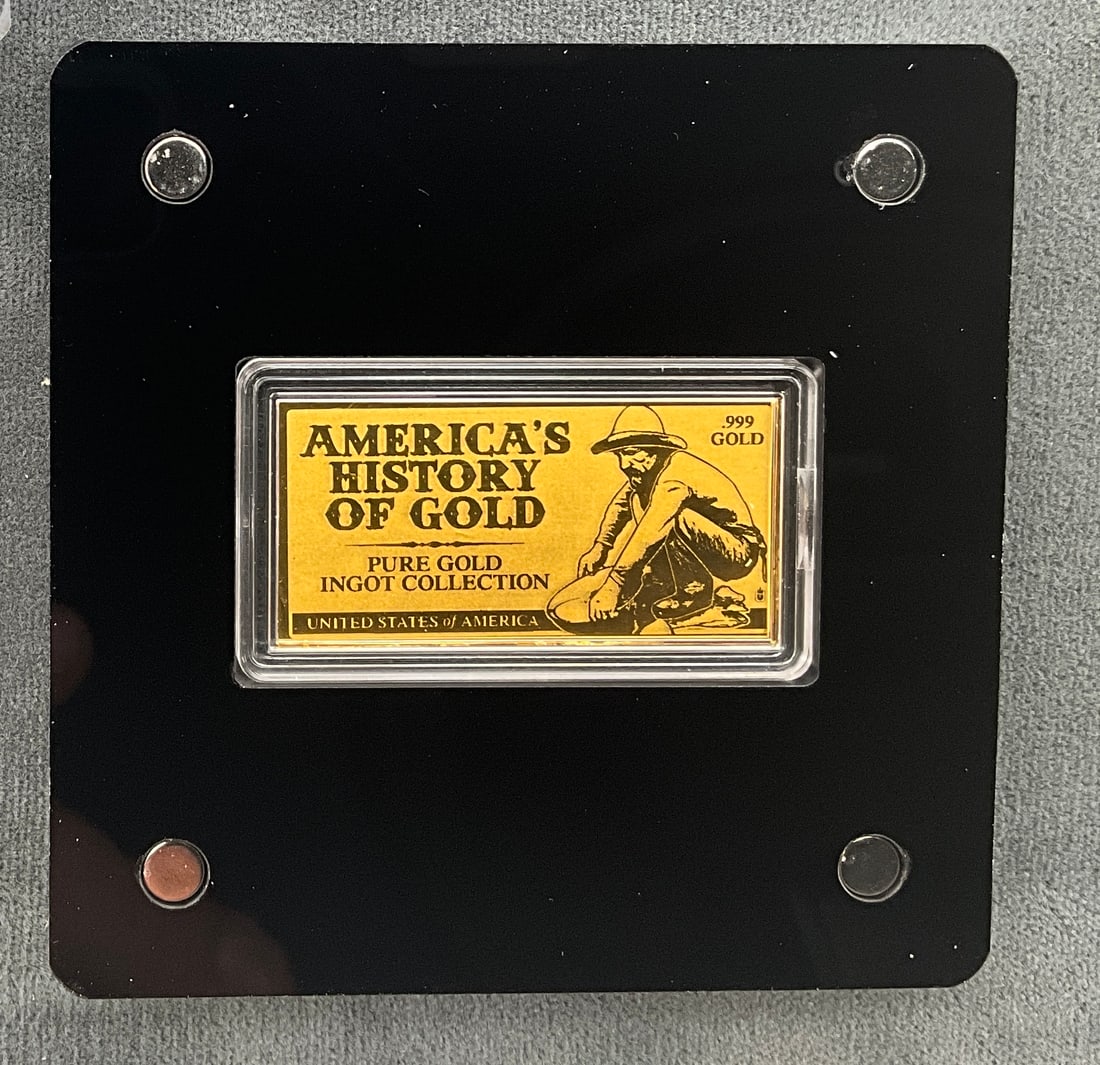 AMERICA'S
HISTORY
OF GOLD
PURE GOLD
INGOT COLLECTION
UNITED STATES of AMERICA
.999
GOLD